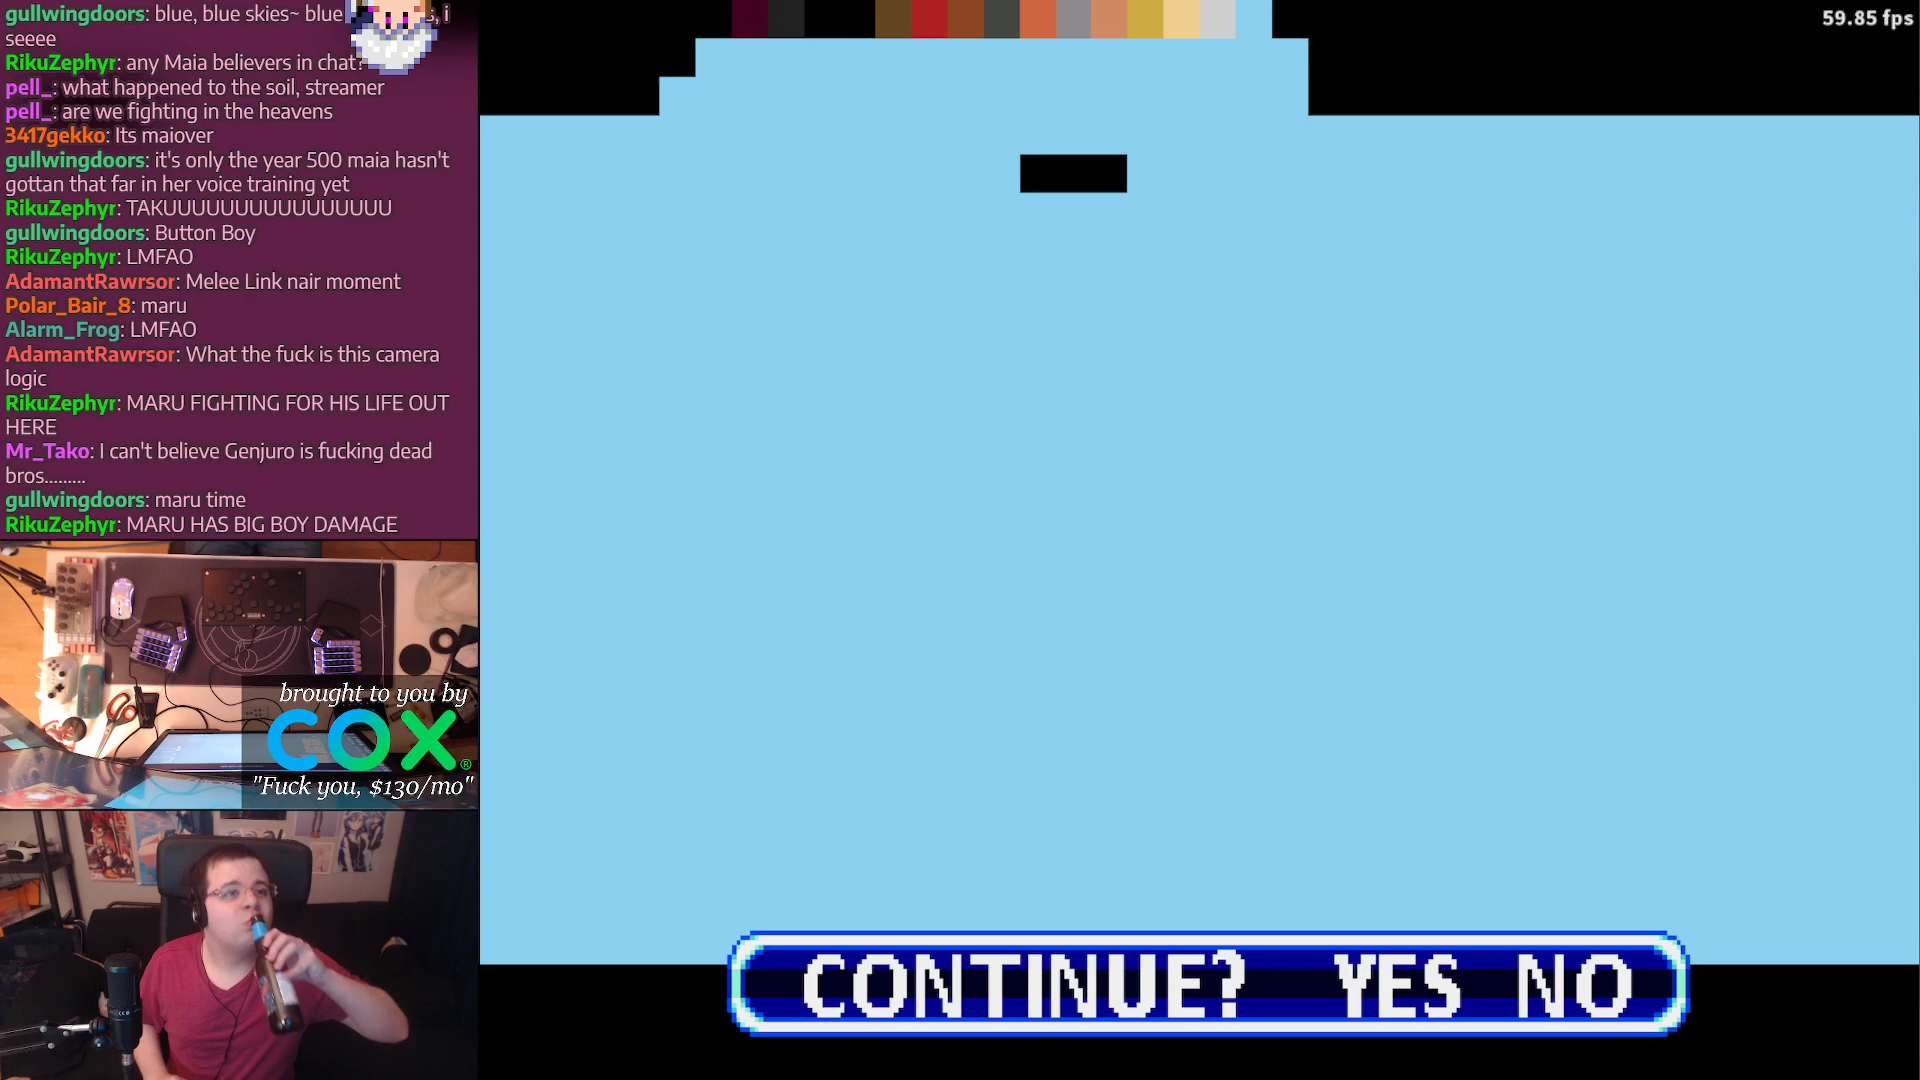 gullwingdoors: blue, blue skies~ blue s, i
seeee
RikuZephyr: any Maia believers in chat?
pell_: what happened to the soil, streamer
pell_: are we fighting in the heavens
3417gekko: Its maiover
gullwingdoors: it's only the year 500 maia hasn't
gottan that far in her voice training yet
RikuZephyr: TAKUUUUUUUUUUUUUUUU
gullwingdoors: Button Boy
RikuZephyr: LMFAO
AdamantRawrsor: Melee Link nair moment
Polar_Bair_8: maru
Alarm_Frog: LMFAO
AdamantRawrsor: What the fuck is this camera
logic
RikuZephyr: MARU FIGHTING FOR HIS LIFE OUT
HERE
Mr_Tako: I can't believe Genjuro is fucking dead
bros.........
gullwingdoors: maru time
RikuZephyr: MARU HAS BIG BOY DAMAGE
brought to you by
COX®
"Fuck you, $130/mo"
59.85 fps
CONTINUE? YES NO